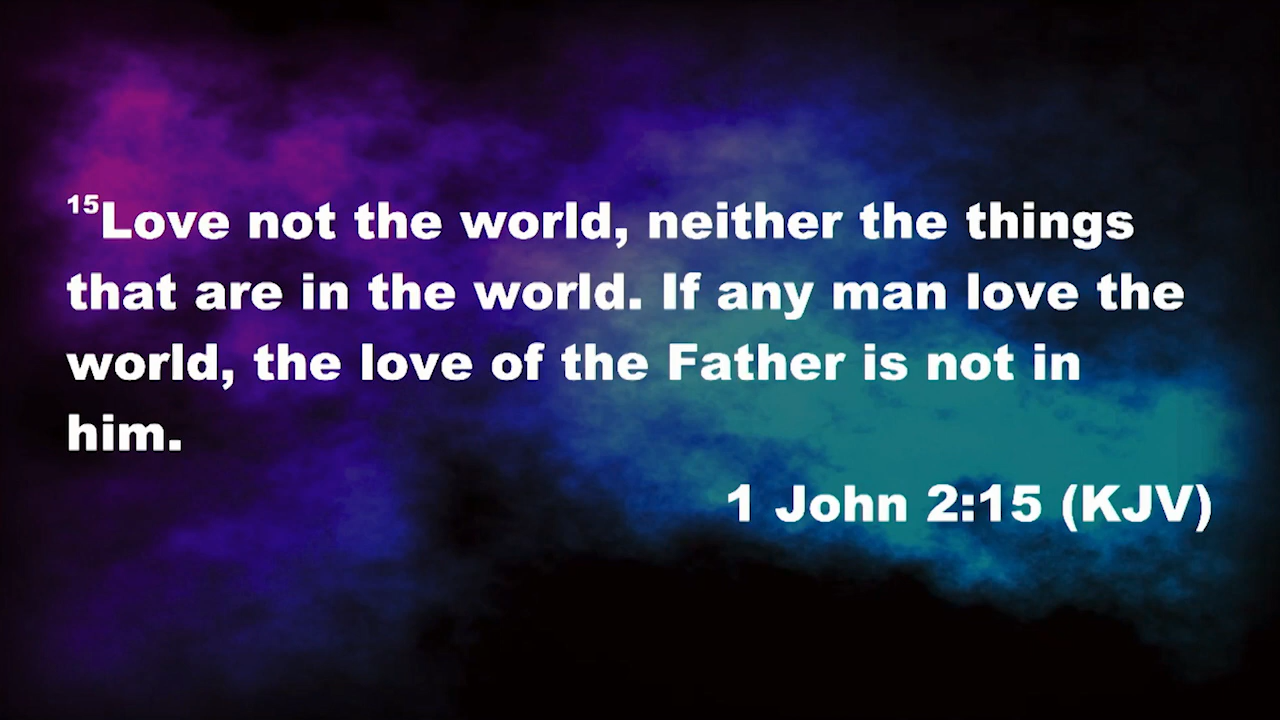 15Love not the world, neither the things
that are in the world. If any man love the
world, the love of the Father is not in
him.
1 John 2:15 (KJV)